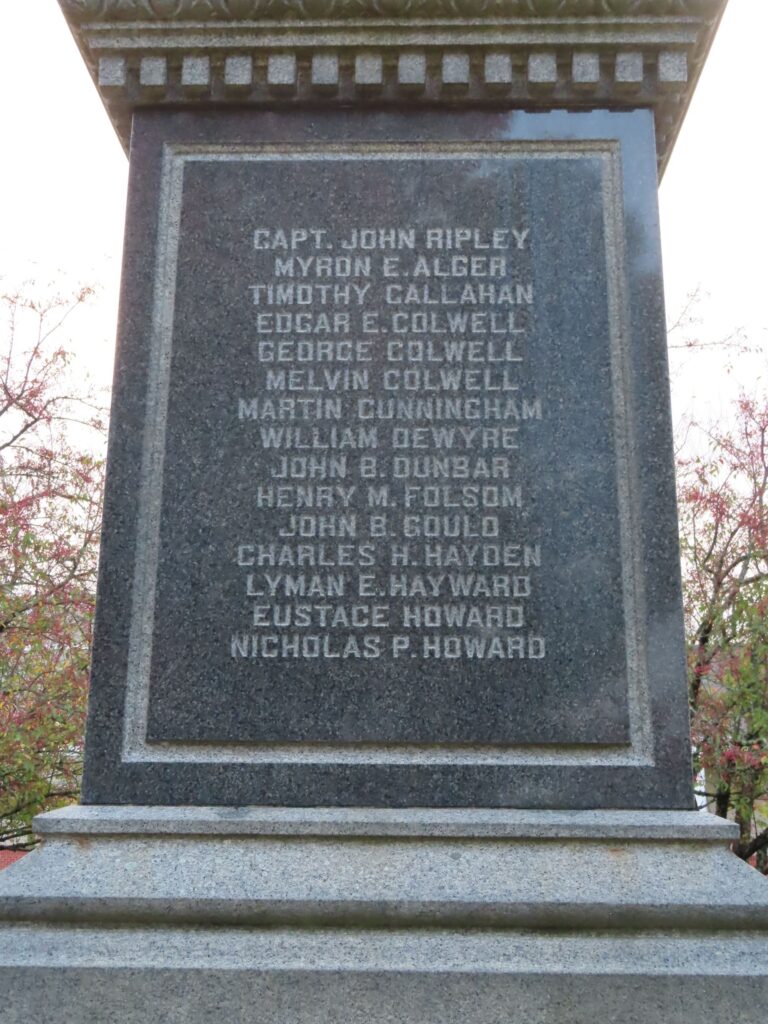 CAPT. JOHN RIPLEY
MYRON E. ALGER
TIMOTHY CALLAHAN
EDGAR E. COLWELL
GEORGE COLWELL
MELVIN COLWELL
MARTIN CUNNINGHAM
WILLIAM DEWYRE
JOHN B. DUNBAR
HENRY M. FOLSOM
JOHN B. GOULD
CHARLES H. HAYDEN
LYMAN E. HAYWARD
EUSTACE HOWARD
NICHOLAS P. HOWARD